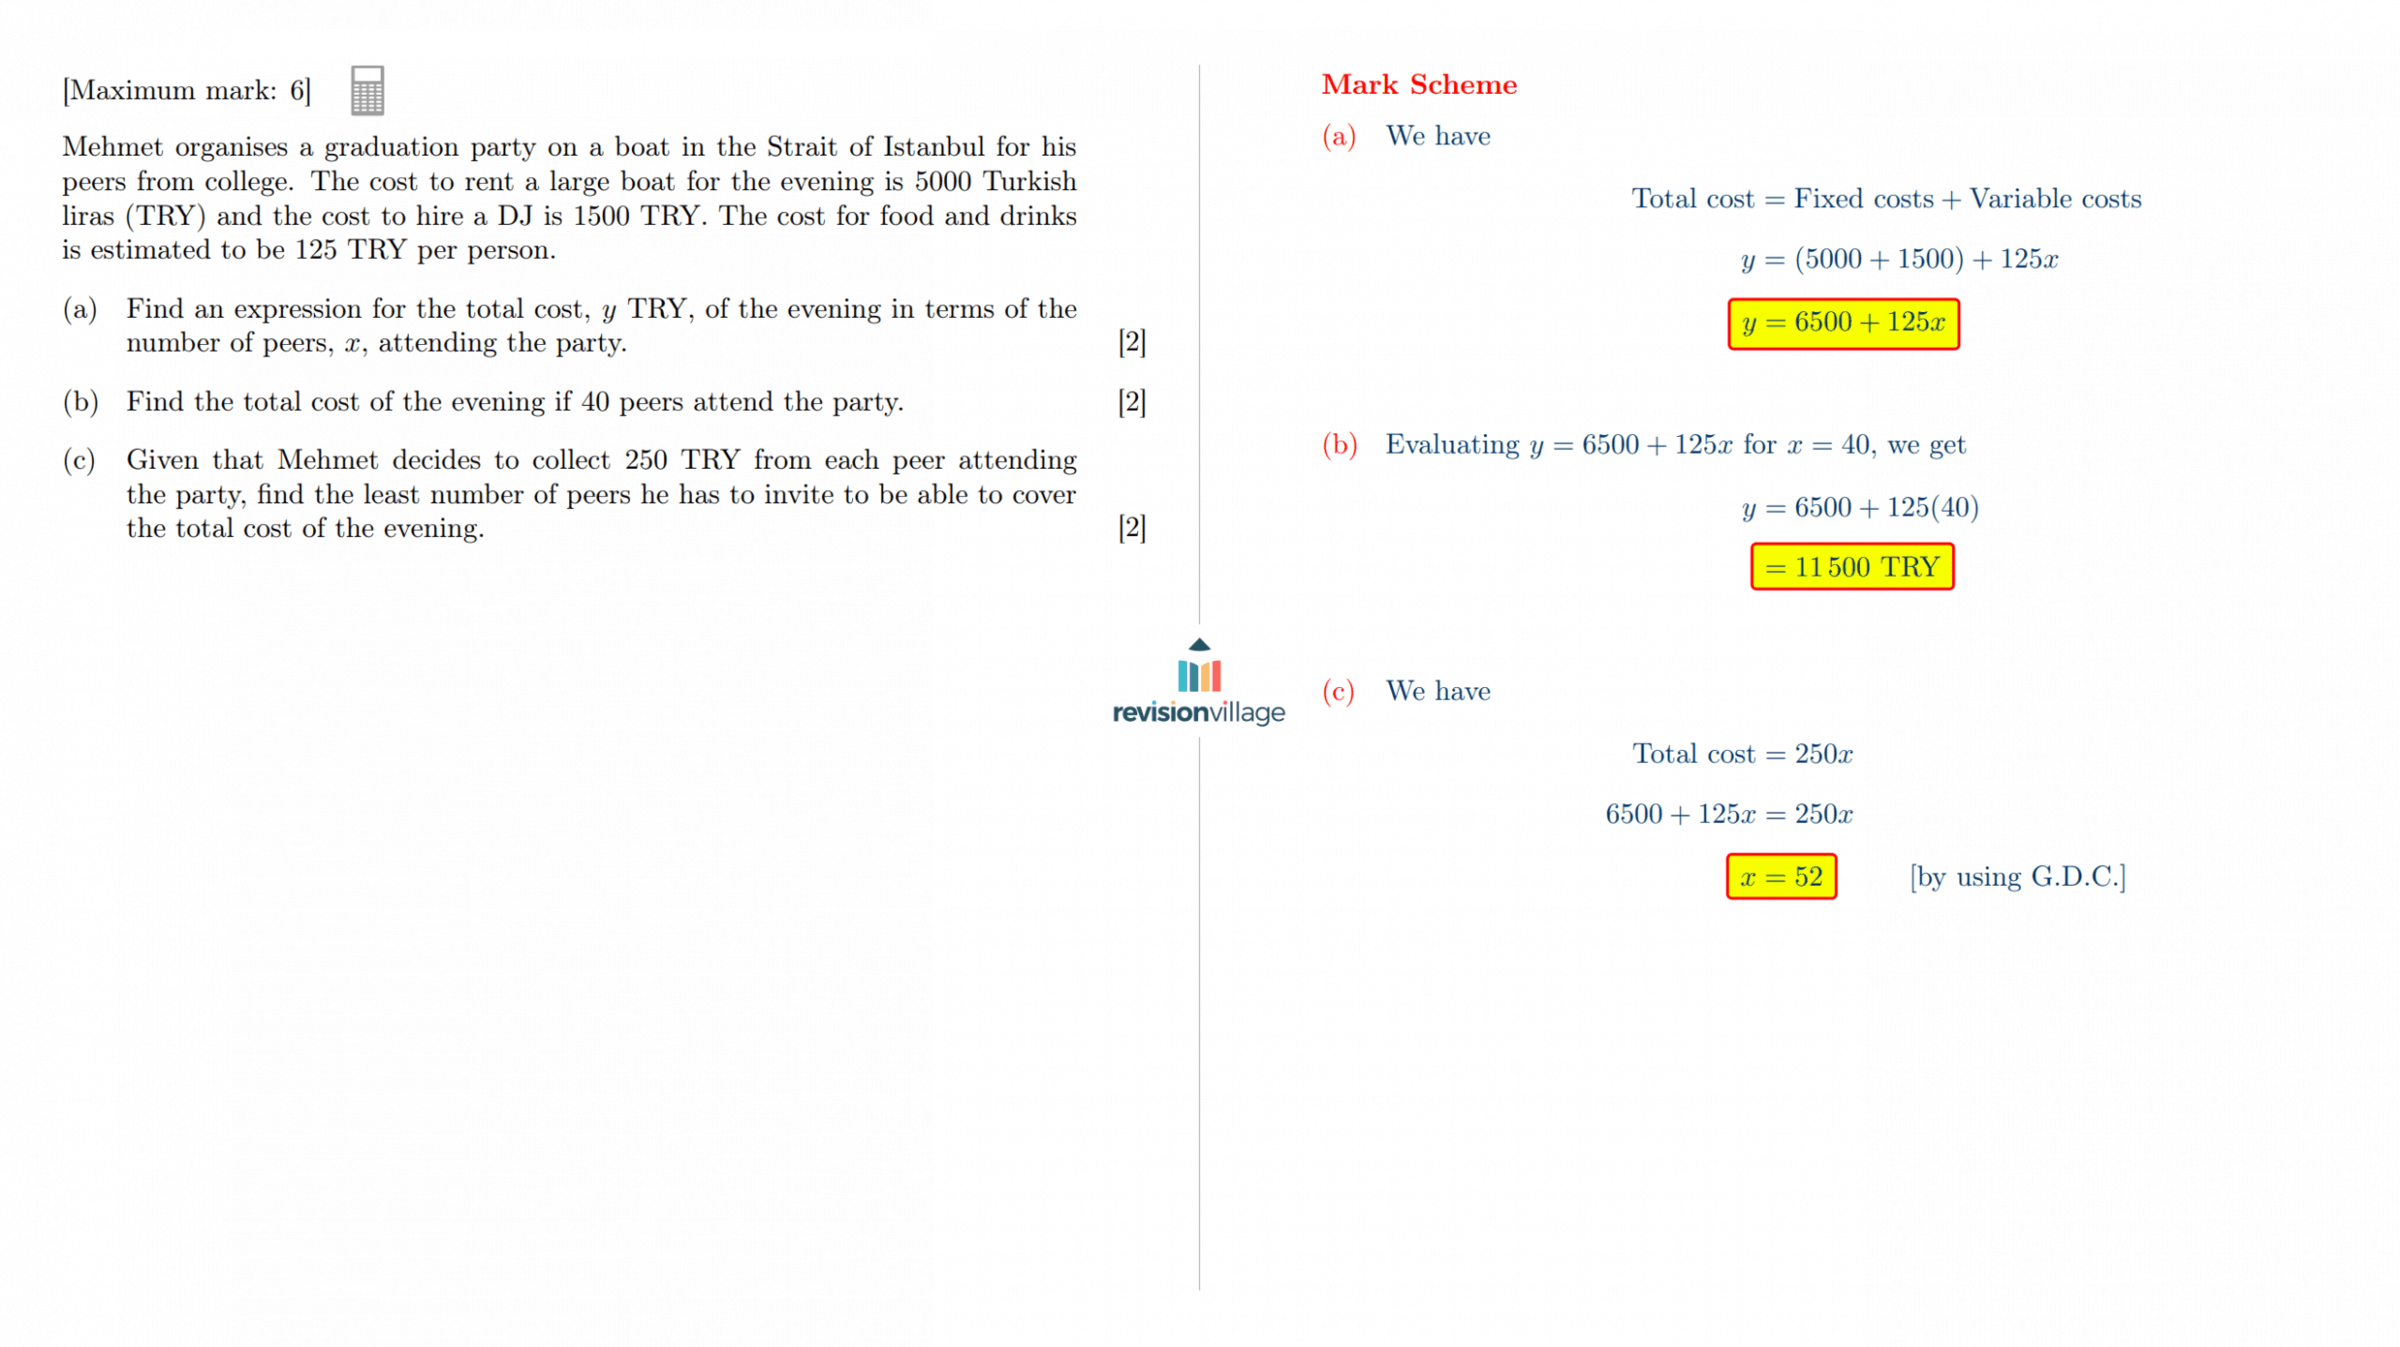 [Maximum mark: 6]
Mehmet organises a graduation party on a boat in the Strait of Istanbul for his
peers from college. The cost to rent a large boat for the evening is 5000 Turkish
liras (TRY) and the cost to hire a DJ is 1500 TRY. The cost for food and drinks
is estimated to be 125 TRY per person.
(a) Find an expression for the total cost, y TRY, of the evening in terms of the
number of peers, x, attending the party. [2]
(b) Find the total cost of the evening if 40 peers attend the party. [2]
(c) Given that Mehmet decides to collect 250 TRY from each peer attending
the party, find the least number of peers he has to invite to be able to cover
the total cost of the evening. [2]
revisionvillage
Mark Scheme
(a) We have
Total cost = Fixed costs + Variable costs
y = (5000 + 1500) + 125x
y = 6500 + 125x
(b) Evaluating y = 6500 + 125x for x = 40, we get
y = 6500 + 125(40)
= 11 500 TRY
(c) We have
Total cost = 250x
6500 + 125x = 250x
x = 52 [by using G.D.C.]